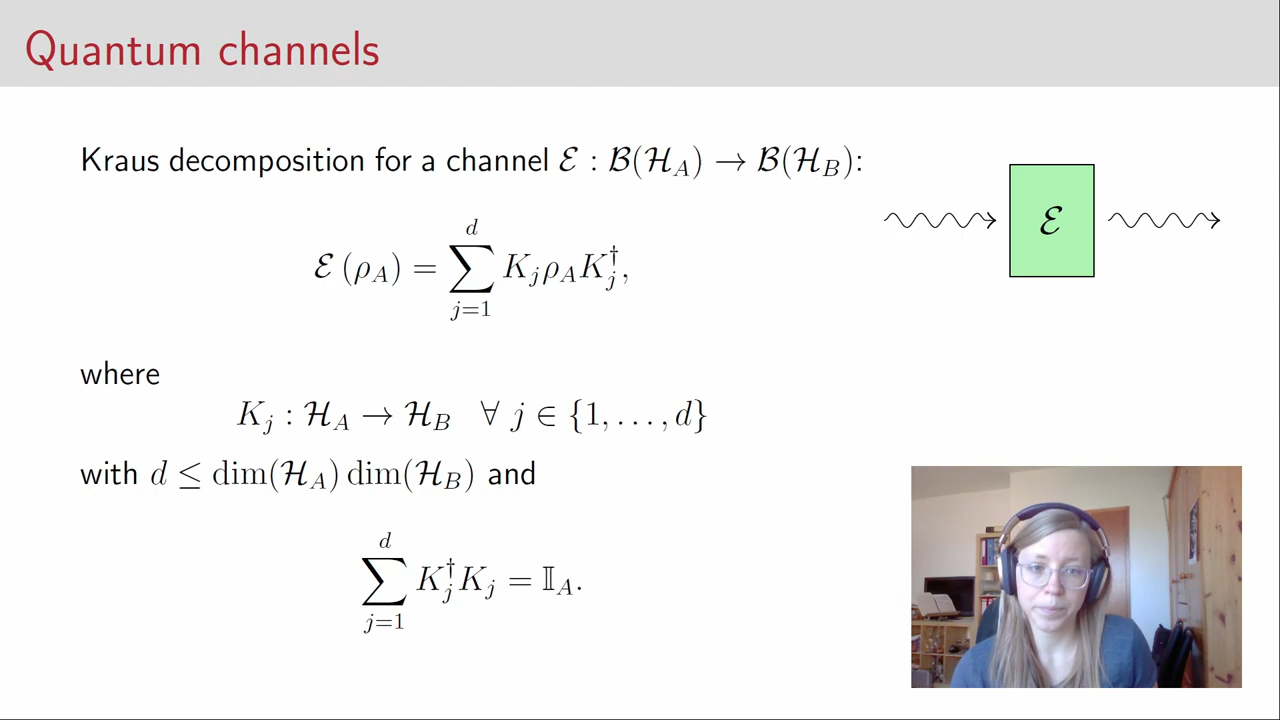 Quantum channels
Kraus decomposition for a channel ℰ : ℬ(ℋ_A) → ℬ(ℋ_B):
ℰ (ρ_A) = ∑_{j=1}^{d} K_j ρ_A K_j^†,
ℰ
where
K_j : ℋ_A → ℋ_B ∀ j ∈ {1, . . . , d}
with d ≤ dim(ℋ_A) dim(ℋ_B) and
∑_{j=1}^{d} K_j^† K_j = 𝕀_A.